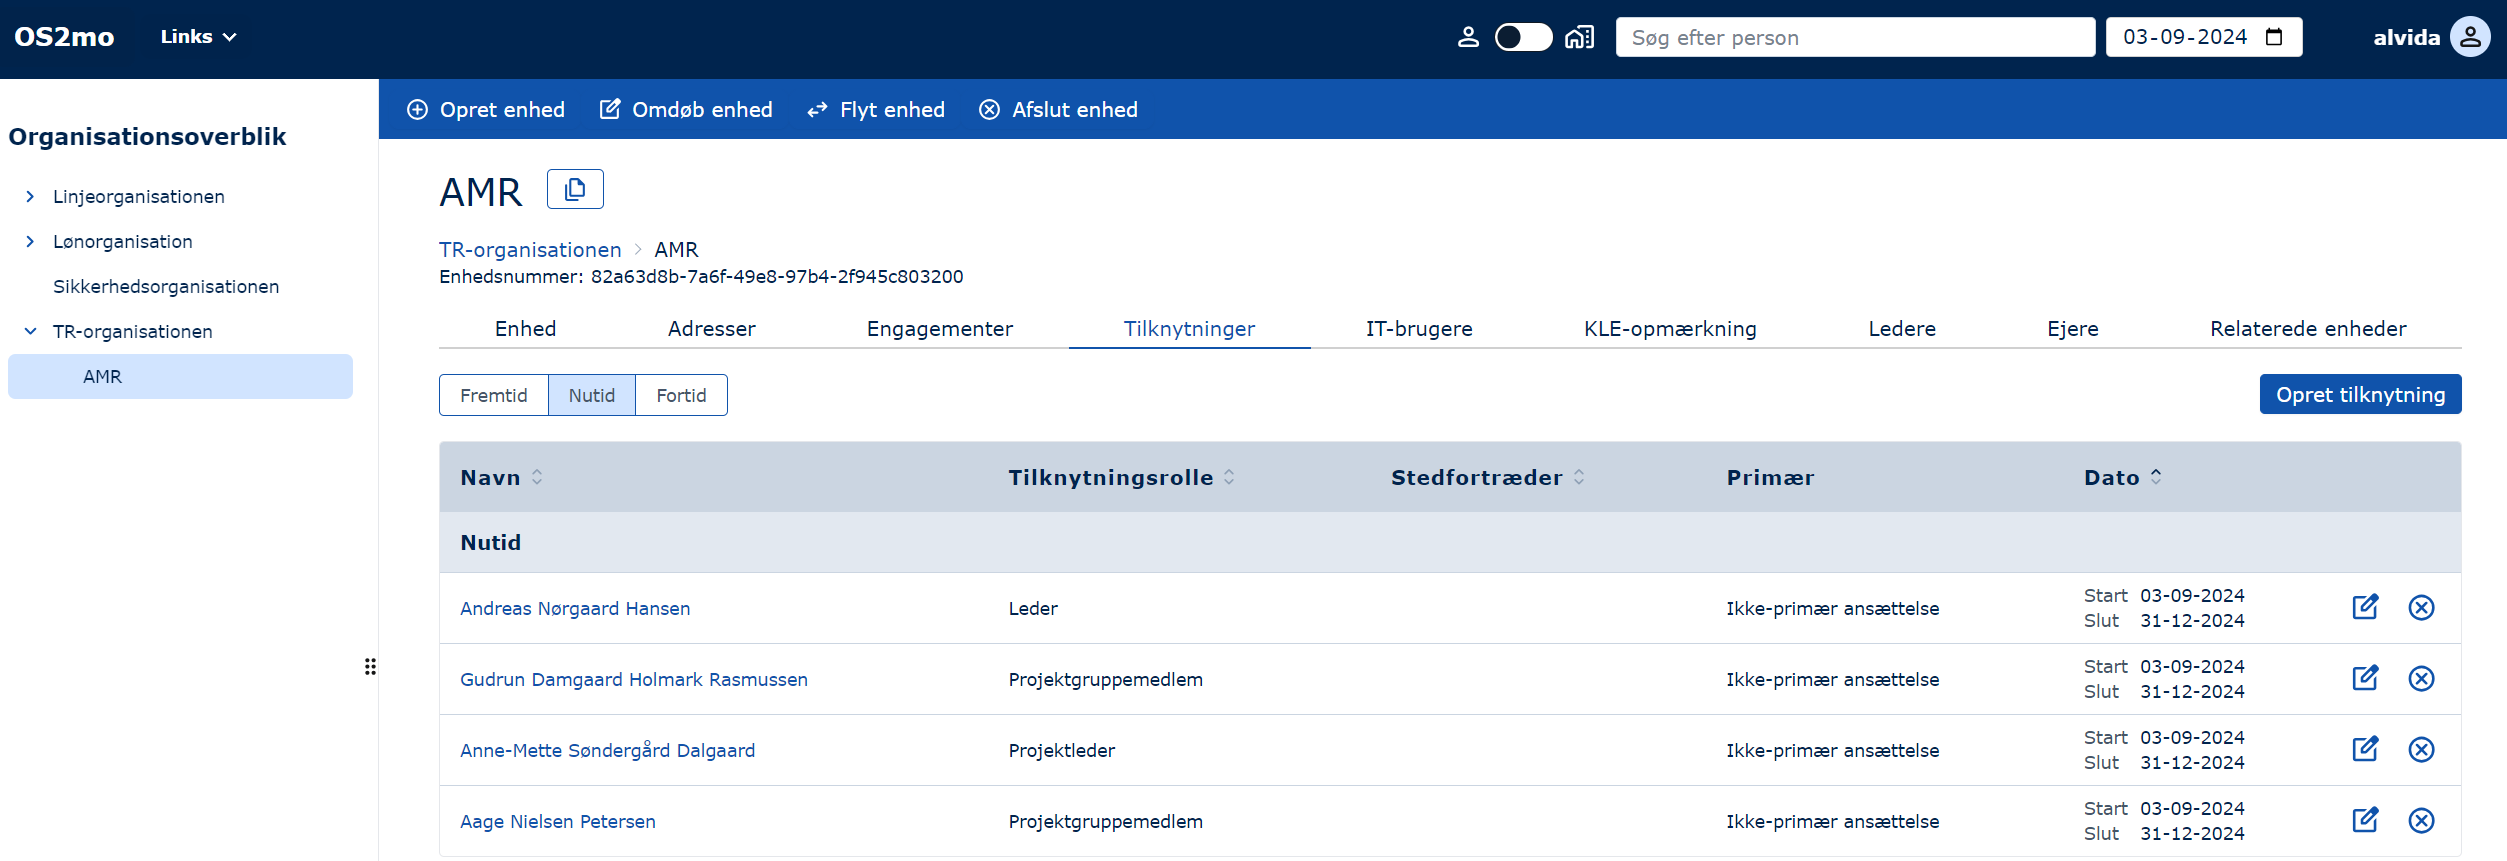 OS2mo Links Søg efter person 03-09-2024 alvida
Opret enhed Omdøb enhed Flyt enhed Afslut enhed
Organisationsoverblik
Linjeorganisationen
Lønorganisation
Sikkerhedsorganisationen
TR-organisationen
AMR
AMR
TR-organisationen > AMR
Enhedsnummer: 82a63d8b-7a6f-49e8-97b4-2f945c803200
Enhed Adresser Engagementer Tilknytninger IT-brugere KLE-opmærkning Ledere Ejere Relaterede enheder
Fremtid Nutid Fortid Opret tilknytning
Navn Tilknytningsrolle Stedfortræder Primær Dato
Nutid
Andreas Nørgaard Hansen Leder Ikke-primær ansættelse Start 03-09-2024
Slut 31-12-2024
Gudrun Damgaard Holmark Rasmussen Projektgruppemedlem Ikke-primær ansættelse Start 03-09-2024
Slut 31-12-2024
Anne-Mette Søndergård Dalgaard Projektleder Ikke-primær ansættelse Start 03-09-2024
Slut 31-12-2024
Aage Nielsen Petersen Projektgruppemedlem Ikke-primær ansættelse Start 03-09-2024
Slut 31-12-2024